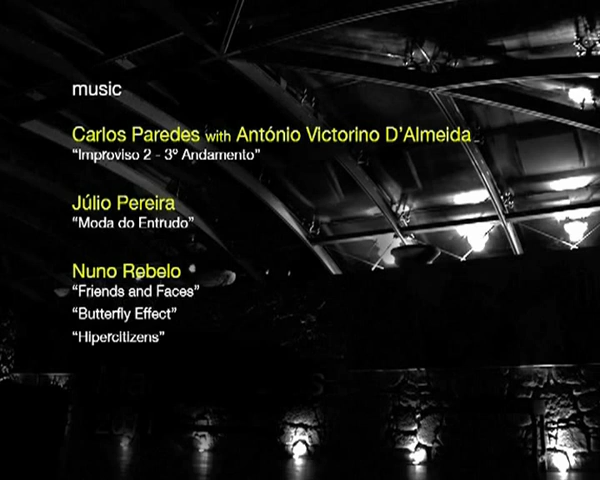 music
Carlos Paredes with António Victorino D'Almeida
"Improviso 2 - 3º Andamento"
Júlio Pereira
"Moda do Entrudo"
Nuno Rebelo
"Friends and Faces"
"Butterfly Effect"
"Hipercitizens"